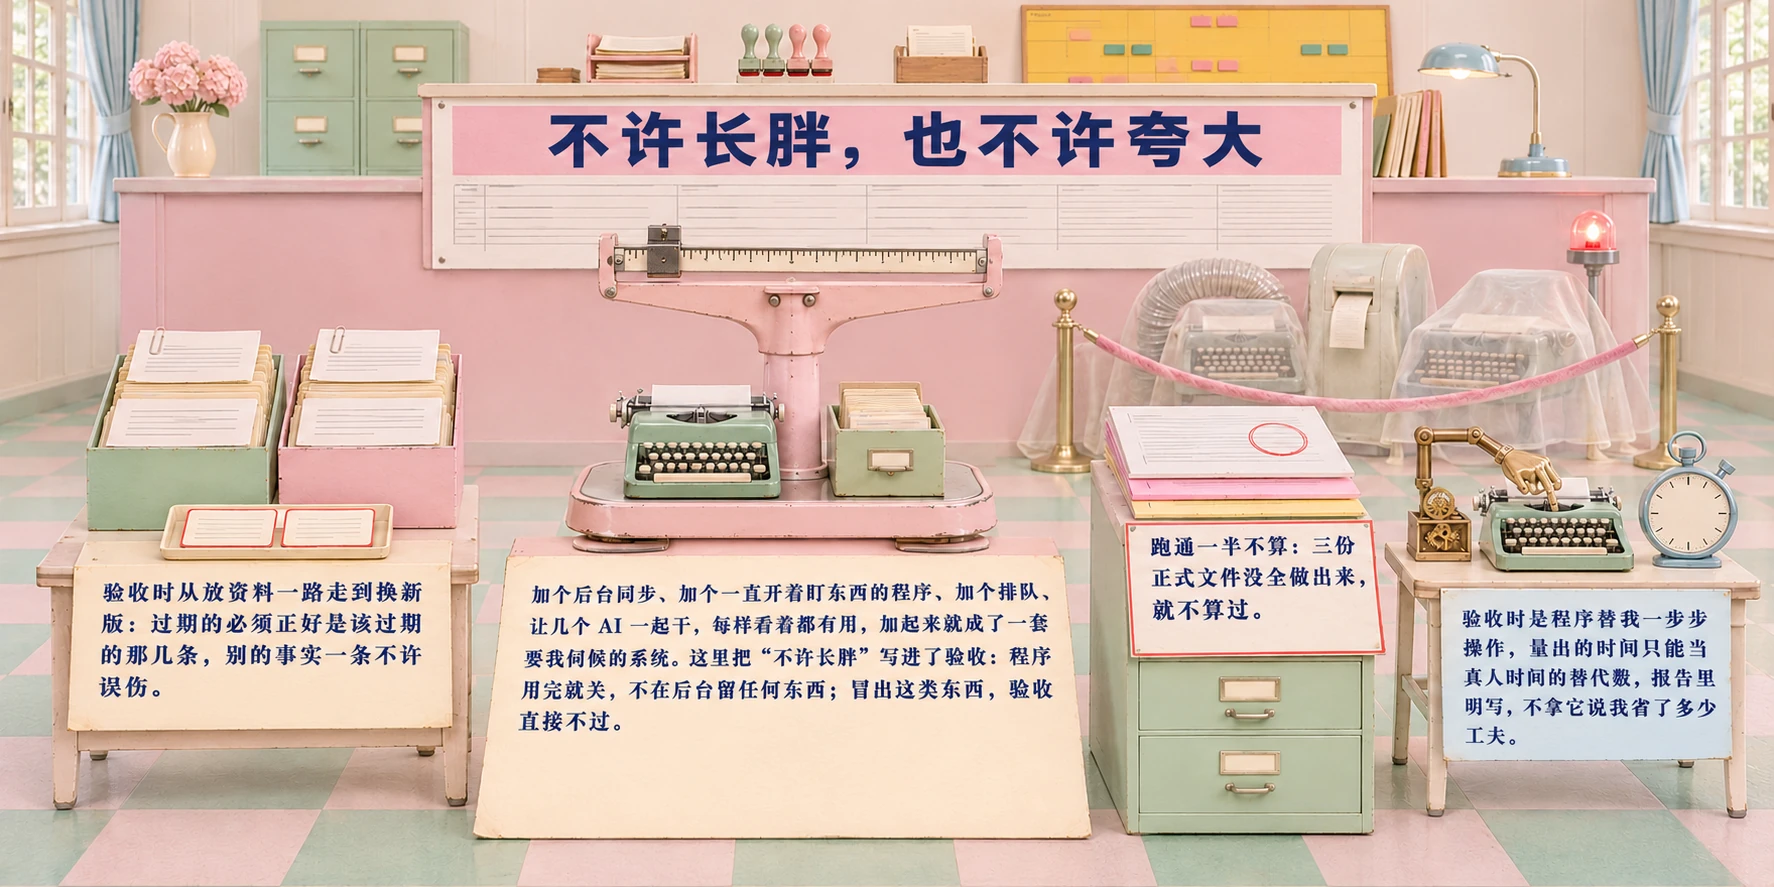 不许长胖，也不许夸大
验收时从放资料一路走到换新
版：过期的必须正好是该过期
的那几条，别的事实一条不许
误伤。
加个后台同步、加个一直开着盯东西的程序、加个排队、
让几个 AI 一起干，每样看着都有用，加起来就成了一套
要我伺候的系统。这里把“不许长胖”写进了验收：程序
用完就关，不在后台留任何东西；冒出这类东西，验收
直接不过。
跑通一半不算：三份
正式文件没全做出来，
就不算过。
验收时是程序替我一步步
操作，量出的时间只能当
真人时间的替代数，报告里
明写，不拿它说我省了多少
工夫。